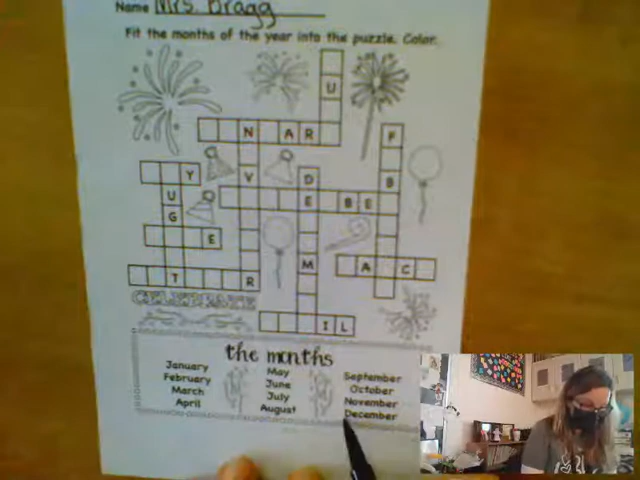 Name Mrs. Bragg
Fit the months of the year into the puzzle. Color.
U
N A R F
Y V D B
U E B E
G
E
M A C
T R
CELEBRATE
I L
the months
January May September
February June October
March July November
April August December